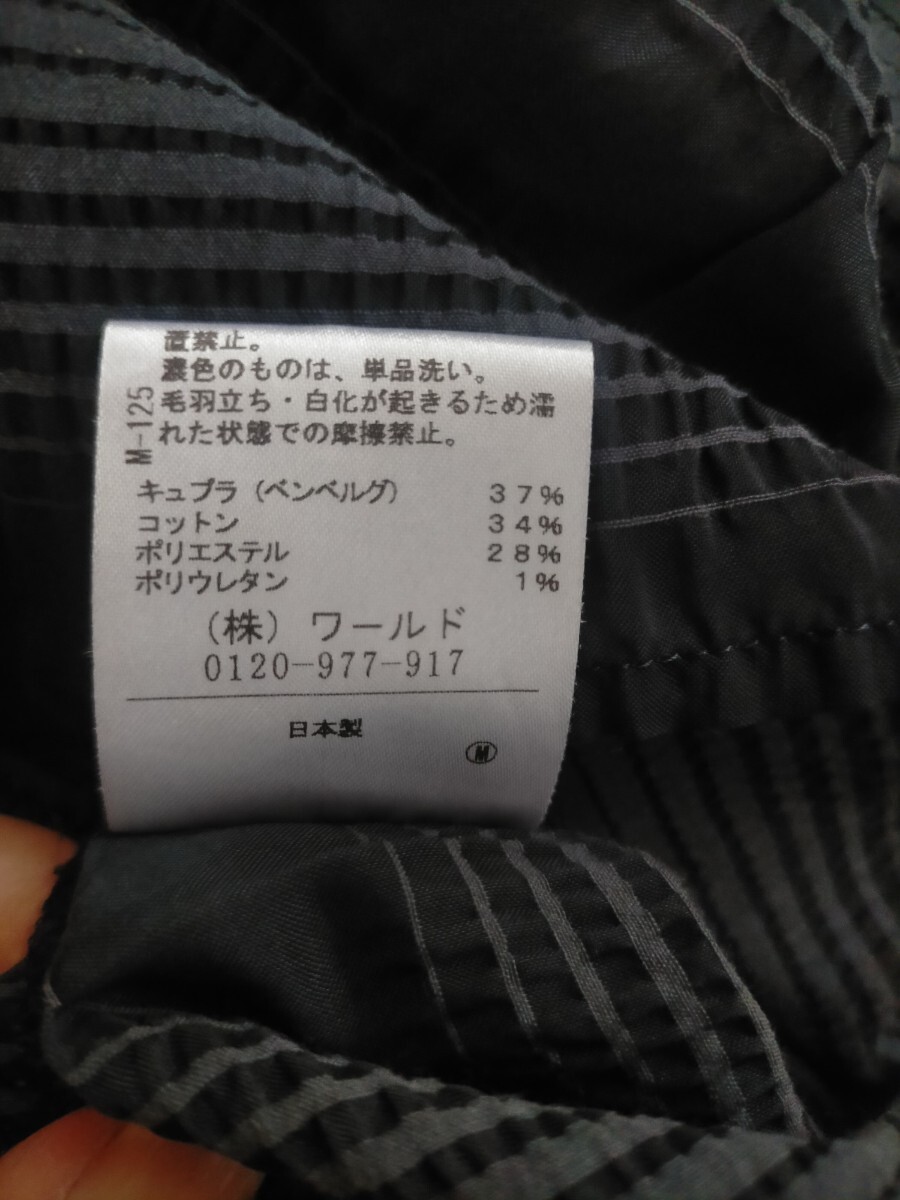 置禁止。
濃色のものは、単品洗い。
毛羽立ち・白化が起きるため濡
れた状態での摩擦禁止。
M-125
キュプラ（ベンベルグ） 37%
コットン 34%
ポリエステル 28%
ポリウレタン 1%
（株）ワールド
0120-977-917
日本製
M